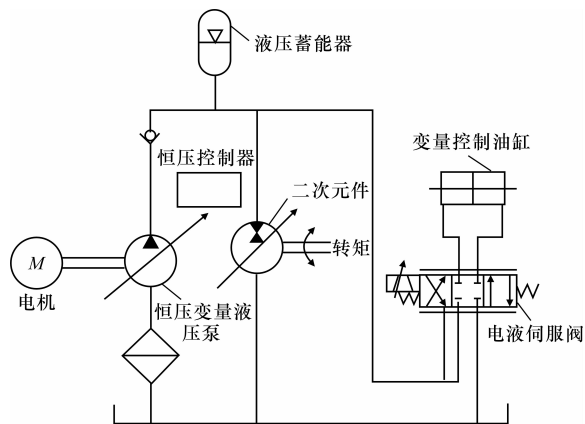 液压蓄能器
变量控制油缸
恒压控制器
二次元件
转矩
M
电机
恒压变量液
压泵
电液伺服阀